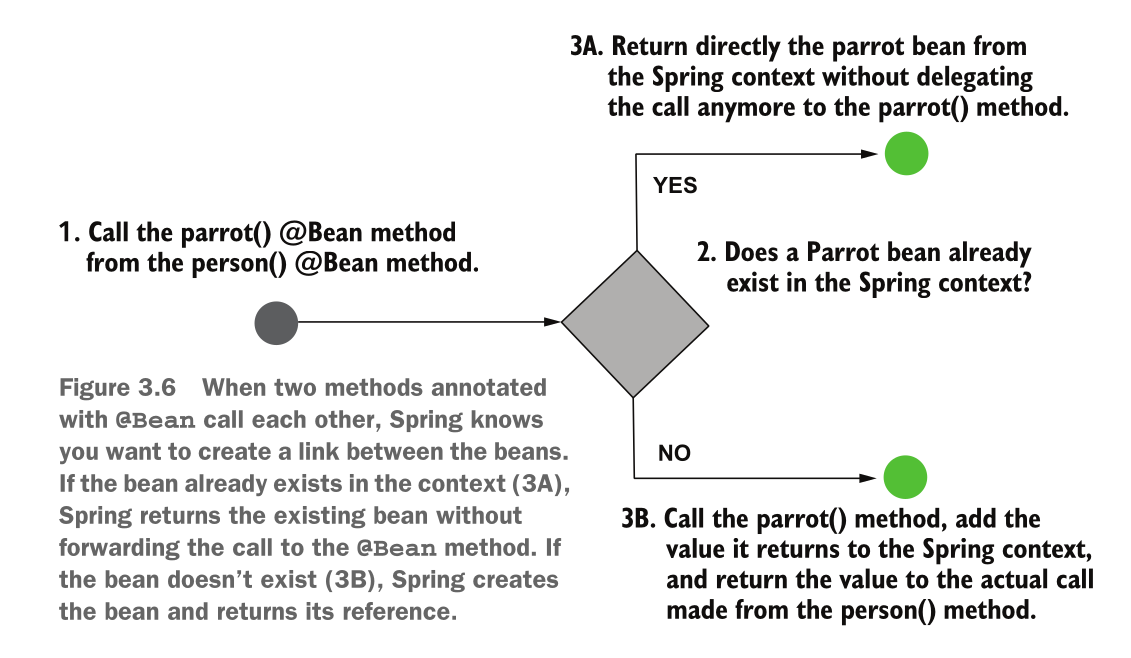 3A. Return directly the parrot bean from
the Spring context without delegating
the call anymore to the parrot() method.
YES
1. Call the parrot() @Bean method
from the person() @Bean method.
2. Does a Parrot bean already
exist in the Spring context?
Figure 3.6 When two methods annotated
with @Bean call each other, Spring knows
you want to create a link between the beans.
If the bean already exists in the context (3A),
Spring returns the existing bean without
forwarding the call to the @Bean method. If
the bean doesn't exist (3B), Spring creates
the bean and returns its reference.
NO
3B. Call the parrot() method, add the
value it returns to the Spring context,
and return the value to the actual call
made from the person() method.